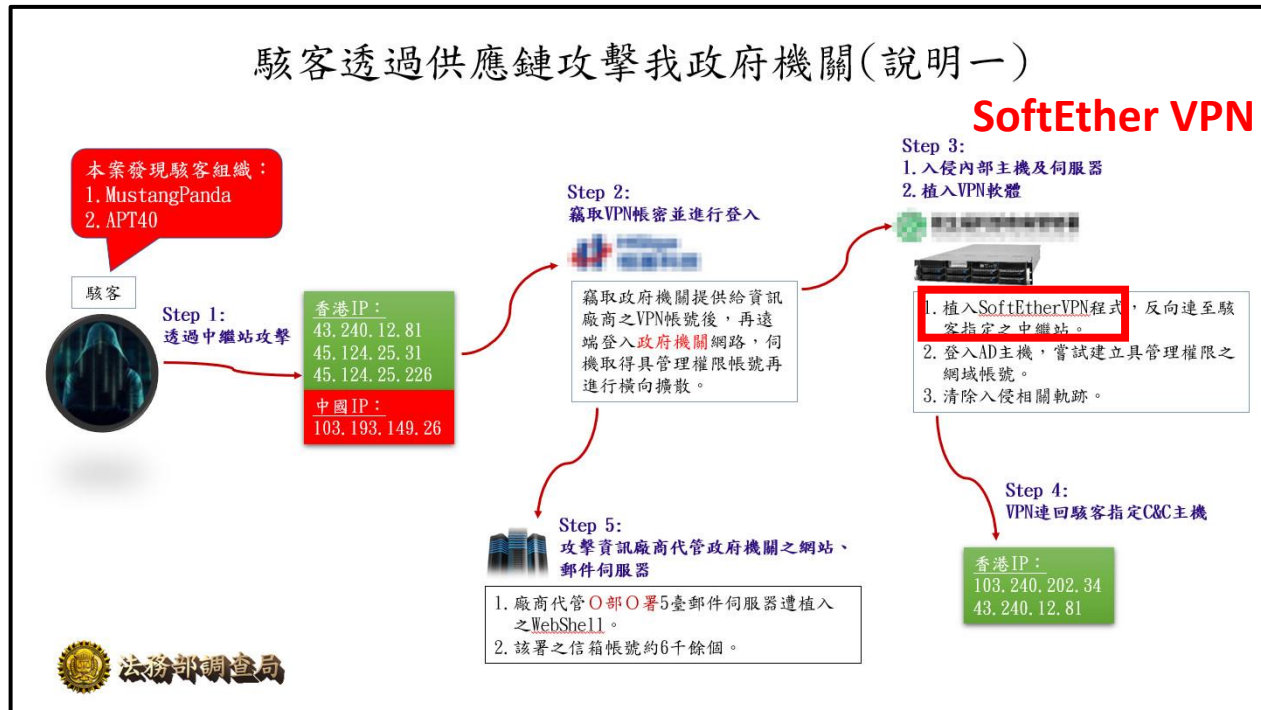 駭客透過供應鏈攻擊我政府機關(說明一)
SoftEther VPN
本案發現駭客組織：
1. MustangPanda
2. APT40
駭客
Step 1:
透過中繼站攻擊
香港IP：
43.240.12.81
45.124.25.31
45.124.25.226
中國IP：
103.193.149.26
Step 2:
竊取VPN帳密並進行登入
竊取政府機關提供給資訊
廠商之VPN帳號後，再遠
端登入政府機關網路，伺
機取得具管理權限帳號再
進行橫向擴散。
Step 3:
1. 入侵內部主機及伺服器
2. 植入VPN軟體
1. 植入SoftEtherVPN程式，反向連至駭
客指定之中繼站。
2. 登入AD主機，嘗試建立具管理權限之
網域帳號。
3. 清除入侵相關軌跡。
Step 4:
VPN連回駭客指定C&C主機
香港IP：
103.240.202.34
43.240.12.81
Step 5:
攻擊資訊廠商代管政府機關之網站、
郵件伺服器
1. 廠商代管O部O署5臺郵件伺服器遭植入
之WebShell。
2. 該署之信箱帳號約6千餘個。
法務部調查局